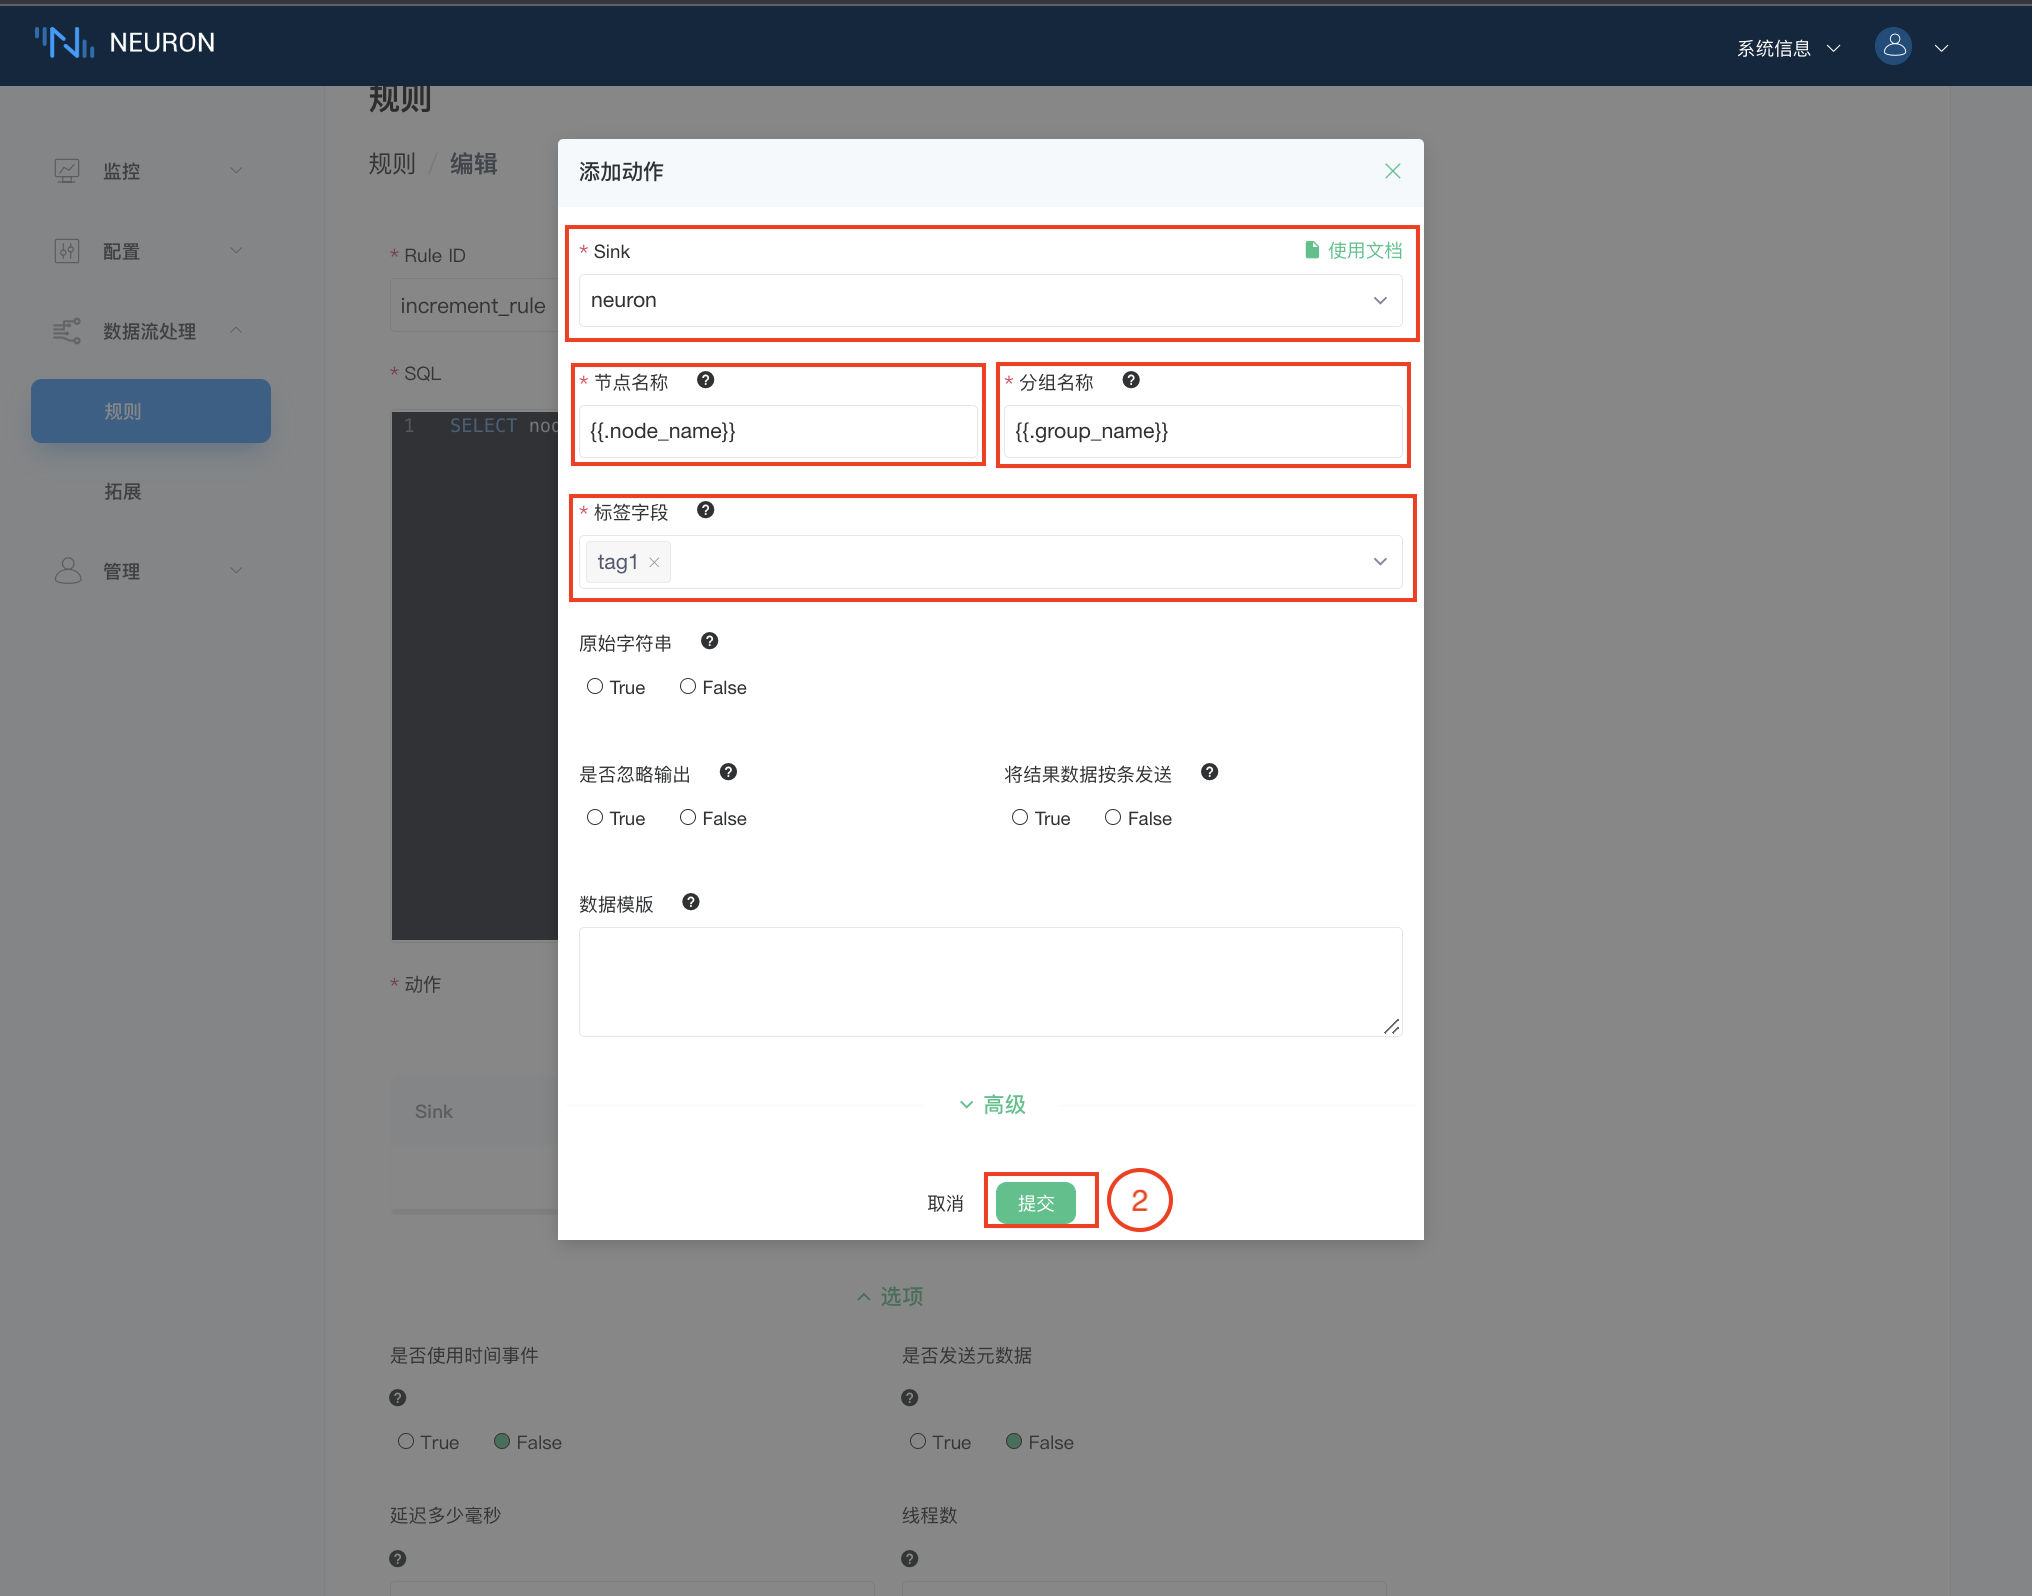 NEURON
系统信息
规则
监控
规则 / 编辑
添加动作
配置
* Rule ID
* Sink
使用文档
increment_rule
neuron
数据流处理
* SQL
* 节点名称
* 分组名称
规则
1 SELECT
{{.node_name}}
{{.group_name}}
拓展
* 标签字段
tag1
管理
原始字符串
True
False
是否忽略输出
将结果数据按条发送
True
False
True
False
数据模版
* 动作
Sink
高级
取消
提交
2
选项
是否使用时间事件
是否发送元数据
True
False
True
False
延迟多少毫秒
线程数